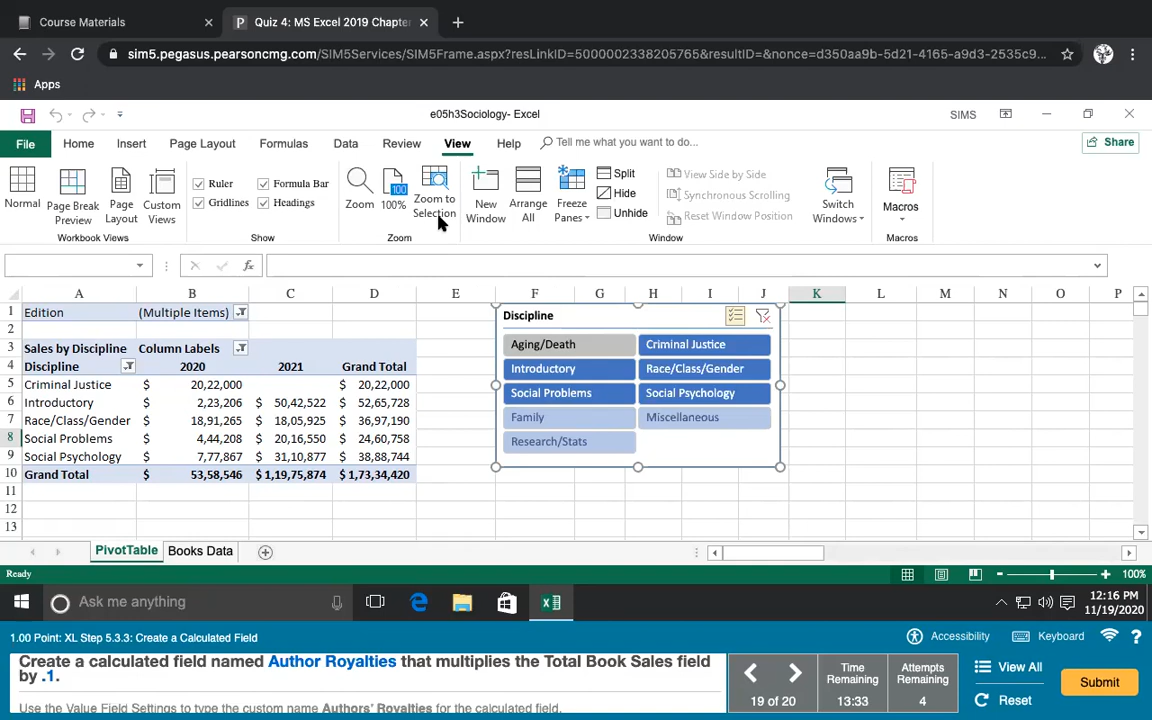 Course Materials
Quiz 4: MS Excel 2019 Chapte
sim5.pegasus.pearsoncmg.com/SIM5Services/SIM5Frame.aspx?resLinkID=5000002338205765&resultID=&nonce=d350aa9b-5d21-4165-a9d3-2535c9...
Apps
e05h3Sociology- Excel
SIMS
File Home Insert Page Layout Formulas Data Review View Help Tell me what you want to do... Share
Normal
Page Break Preview
Page Layout
Custom Views
Workbook Views
Ruler Formula Bar
Gridlines Headings
Show
Zoom
100
100%
Zoom to Selection
Zoom
New Window
Arrange All
Freeze Panes
Split
Hide
Unhide
View Side by Side
Synchronous Scrolling
Reset Window Position
Window
Switch Windows
Macros
Macros
fx
A B C D E F G H I J K L M N O P
1 Edition (Multiple Items)
2
3 Sales by Discipline Column Labels
4 Discipline 2020 2021 Grand Total
5 Criminal Justice $ 20,22,000 $ 20,22,000
6 Introductory $ 2,23,206 $ 50,42,522 $ 52,65,728
7 Race/Class/Gender $ 18,91,265 $ 18,05,925 $ 36,97,190
8 Social Problems $ 4,44,208 $ 20,16,550 $ 24,60,758
9 Social Psychology $ 7,77,867 $ 31,10,877 $ 38,88,744
10 Grand Total $ 53,58,546 $ 1,19,75,874 $ 1,73,34,420
11
12
13
Discipline
Aging/Death Criminal Justice
Introductory Race/Class/Gender
Social Problems Social Psychology
Family Miscellaneous
Research/Stats
PivotTable Books Data
Ready
100%
Ask me anything
12:16 PM
11/19/2020
1.00 Point: XL Step 5.3.3: Create a Calculated Field
Accessibility Keyboard ?
Create a calculated field named Author Royalties that multiplies the Total Book Sales field
by .1.
Use the Value Field Settings to type the custom name Authors' Royalties for the calculated field.
19 of 20
Time Remaining
13:33
Attempts Remaining
4
View All
Reset
Submit